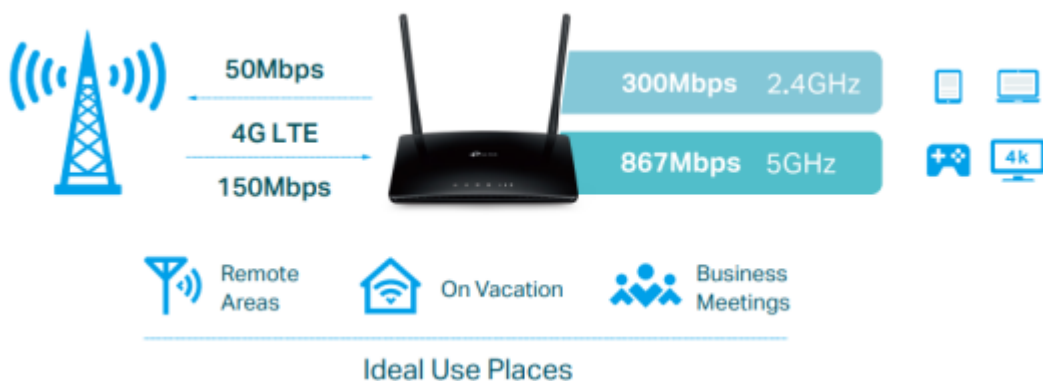 50Mbps
4G LTE
150Mbps
300Mbps 2.4GHz
867Mbps 5GHz
4k
Remote
Areas
On Vacation
Business
Meetings
Ideal Use Places